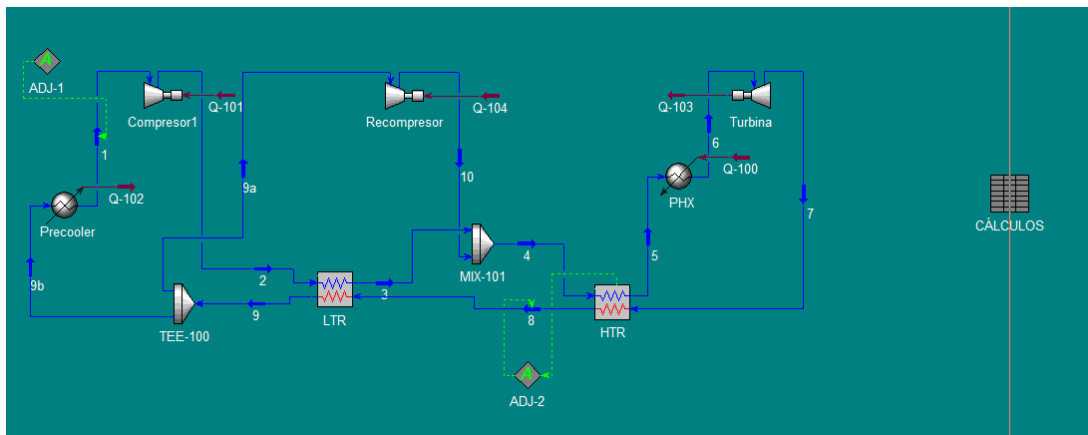 A
ADJ-1
Compresor1
Q-101
Recompresor
Q-104
Q-103
Turbina
1
9a
10
6
Q-100
Q-102
Precooler
PHX
7
CÁLCULOS
9b
2
3
MIX-101
4
5
9
8
TEE-100
LTR
HTR
A
ADJ-2